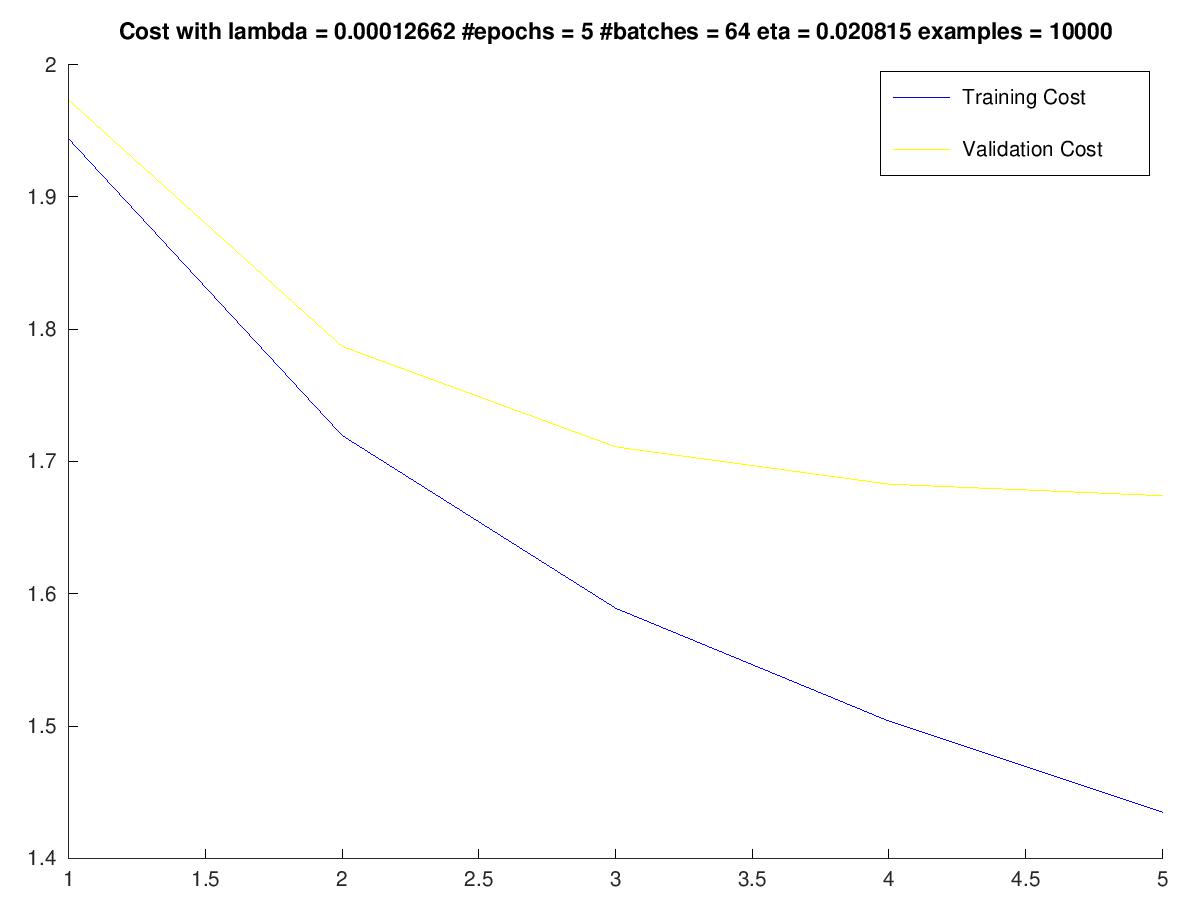 Cost with lambda = 0.00012662 #epochs = 5 #batches = 64 eta = 0.020815 examples = 10000
2
Training Cost
Validation Cost
1.9
1.8
1.7
1.6
1.5
1.4
1 1.5 2 2.5 3 3.5 4 4.5 5